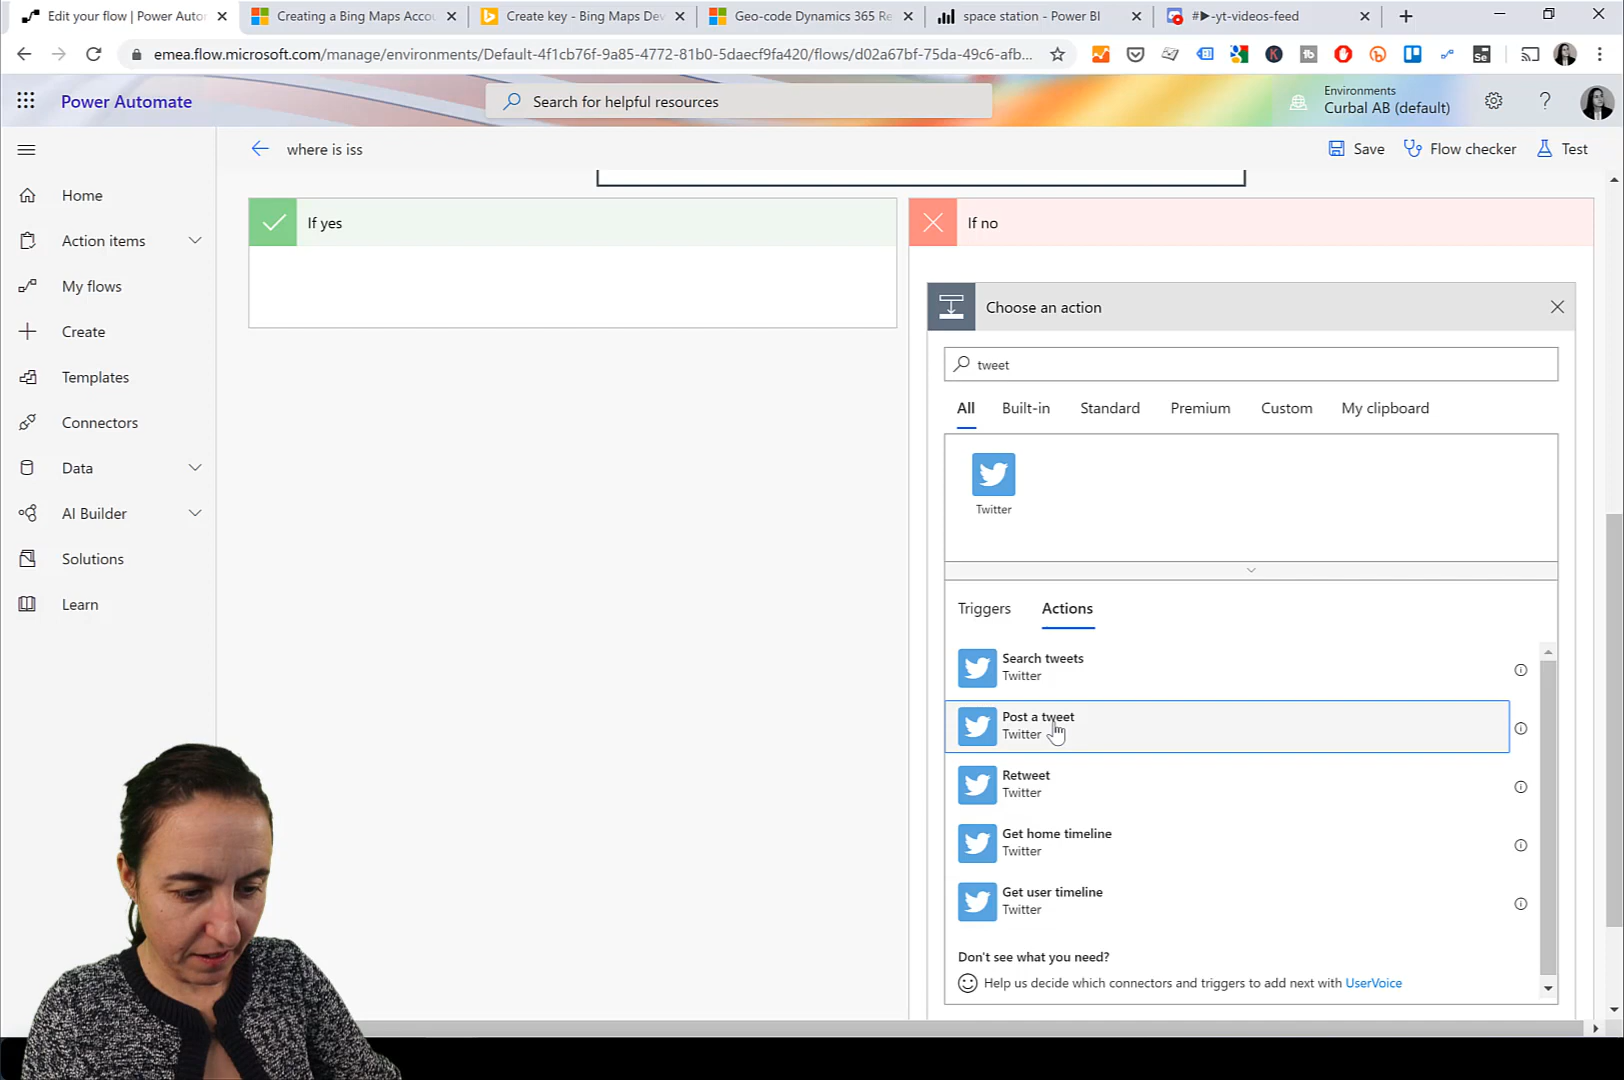 Edit your flow | Power Autor
Creating a Bing Maps Accou
Create key - Bing Maps Dev
Geo-code Dynamics 365 Re
space station - Power BI
#▶-yt-videos-feed
emea.flow.microsoft.com/manage/environments/Default-4f1cb76f-9a85-4772-81b0-5daecf9fa420/flows/d02a67bf-75da-49c6-afb...
Power Automate
Search for helpful resources
Environments
Curbal AB (default)
where is iss
Save
Flow checker
Test
Home
Action items
My flows
Create
Templates
Connectors
Data
AI Builder
Solutions
Learn
If yes
If no
Choose an action
tweet
All
Built-in
Standard
Premium
Custom
My clipboard
Twitter
Triggers
Actions
Search tweets
Twitter
Post a tweet
Twitter
Retweet
Twitter
Get home timeline
Twitter
Get user timeline
Twitter
Don't see what you need?
Help us decide which connectors and triggers to add next with UserVoice